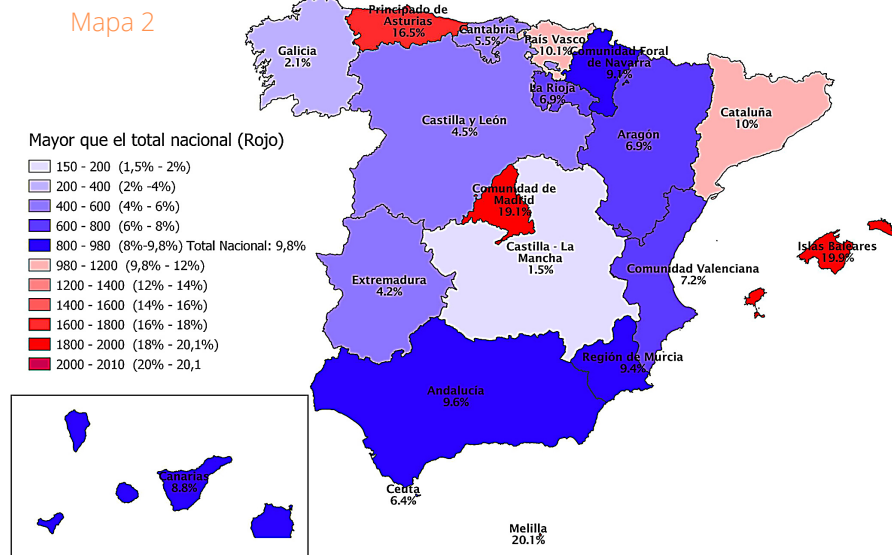 Mapa 2
Principado de
Asturias
16.5%
Cantabria
5.5%
País Vasco
10.1%
Comunidad Foral
de Navarra
9.1%
Galicia
2.1%
La Rioja
6.9%
Cataluña
10%
Castilla y León
4.5%
Aragón
6.9%
Mayor que el total nacional (Rojo)
150 - 200 (1,5% - 2%)
200 - 400 (2% -4%)
400 - 600 (4% - 6%)
600 - 800 (6% - 8%)
800 - 980 (8%-9,8%) Total Nacional: 9,8%
980 - 1200 (9,8% - 12%)
1200 - 1400 (12% - 14%)
1400 - 1600 (14% - 16%)
1600 - 1800 (16% - 18%)
1800 - 2000 (18% - 20,1%)
2000 - 2010 (20% - 20,1
Comunidad de
Madrid
19.1%
Castilla - La
Mancha
1.5%
Islas Baleares
19.9%
Comunidad Valenciana
7.2%
Extremadura
4.2%
Región de Murcia
9.4%
Andalucía
9.6%
Canarias
8.8%
Ceuta
6.4%
Melilla
20.1%